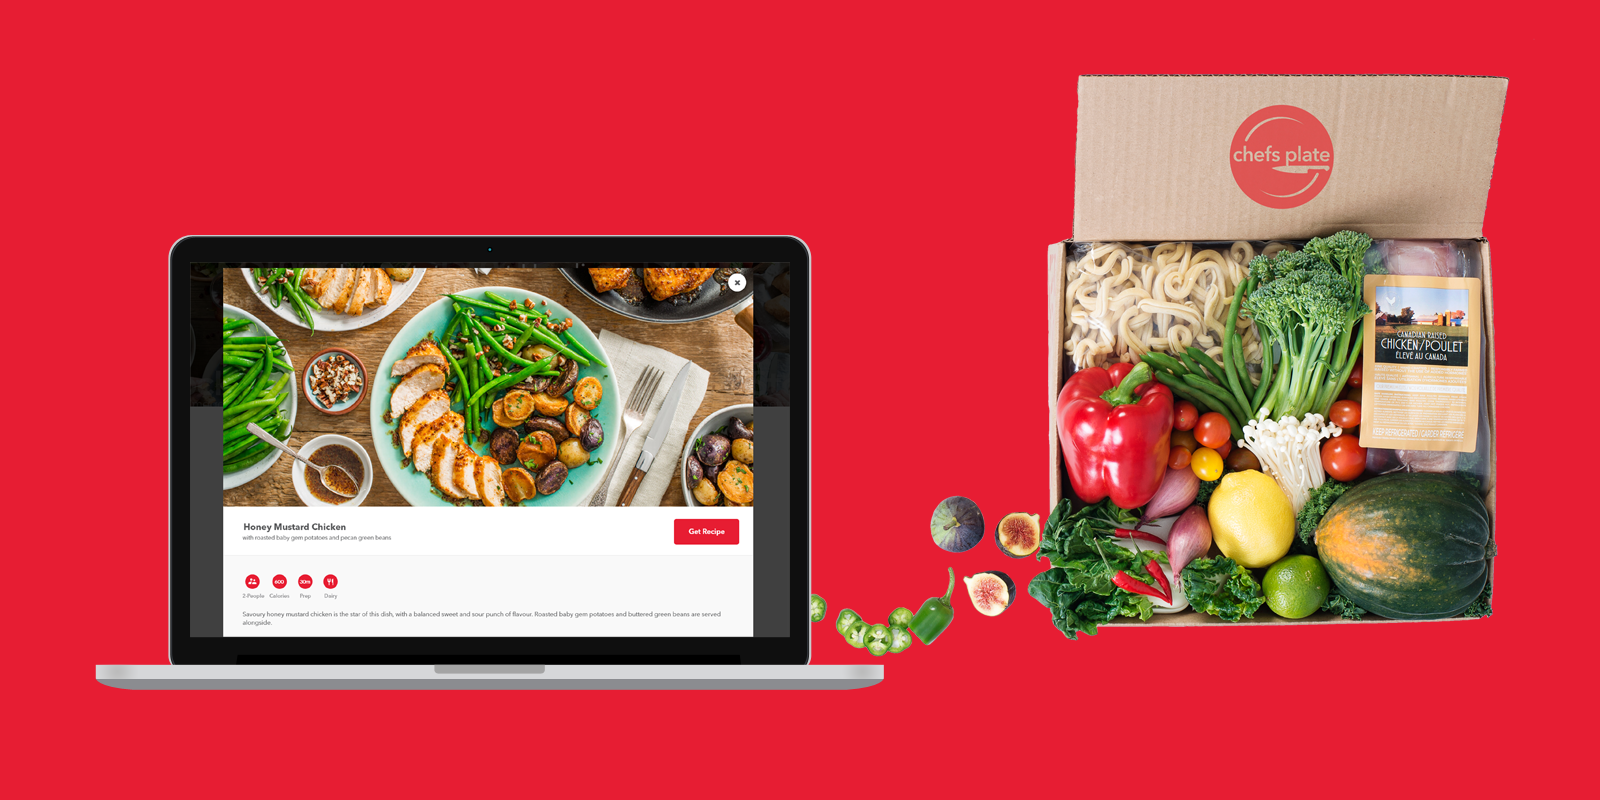 chefs plate
CANADIAN RAISED
CHICKEN/POULET
ÉLEVÉ AU CANADA
KEEP REFRIGERATED / GARDER RÉFRIGÉRÉ
Honey Mustard Chicken
with roasted baby gem potatoes and pecan green beans
Get Recipe
600
30m
2-People
Calories
Prep
Dairy
Savoury honey mustard chicken is the star of this dish, with a balanced sweet and sour punch of flavour. Roasted baby gem potatoes and buttered green beans are served
alongside.